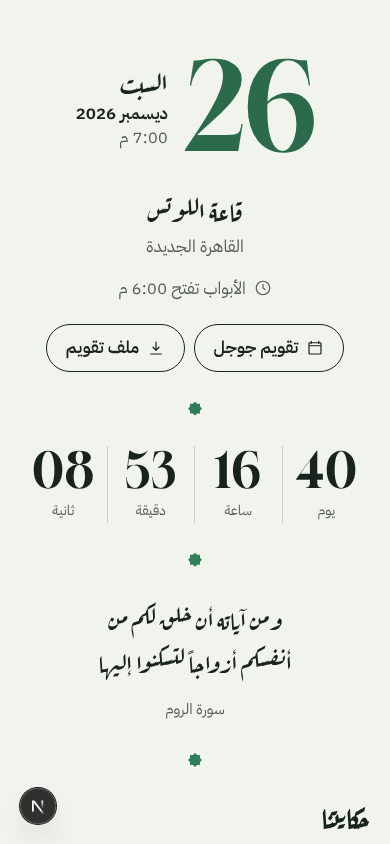 26
السبت
ديسمبر 2026
7:00 م
قاعة اللوتس
القاهرة الجديدة
الأبواب تفتح 6:00 م
تقويم جوجل
ملف تقويم
40
يوم
16
ساعة
53
دقيقة
08
ثانية
ومن آياته أن خلق لكم من
أنفسكم أزواجاً لتسكنوا إليها
سورة الروم
حكايتنا
N